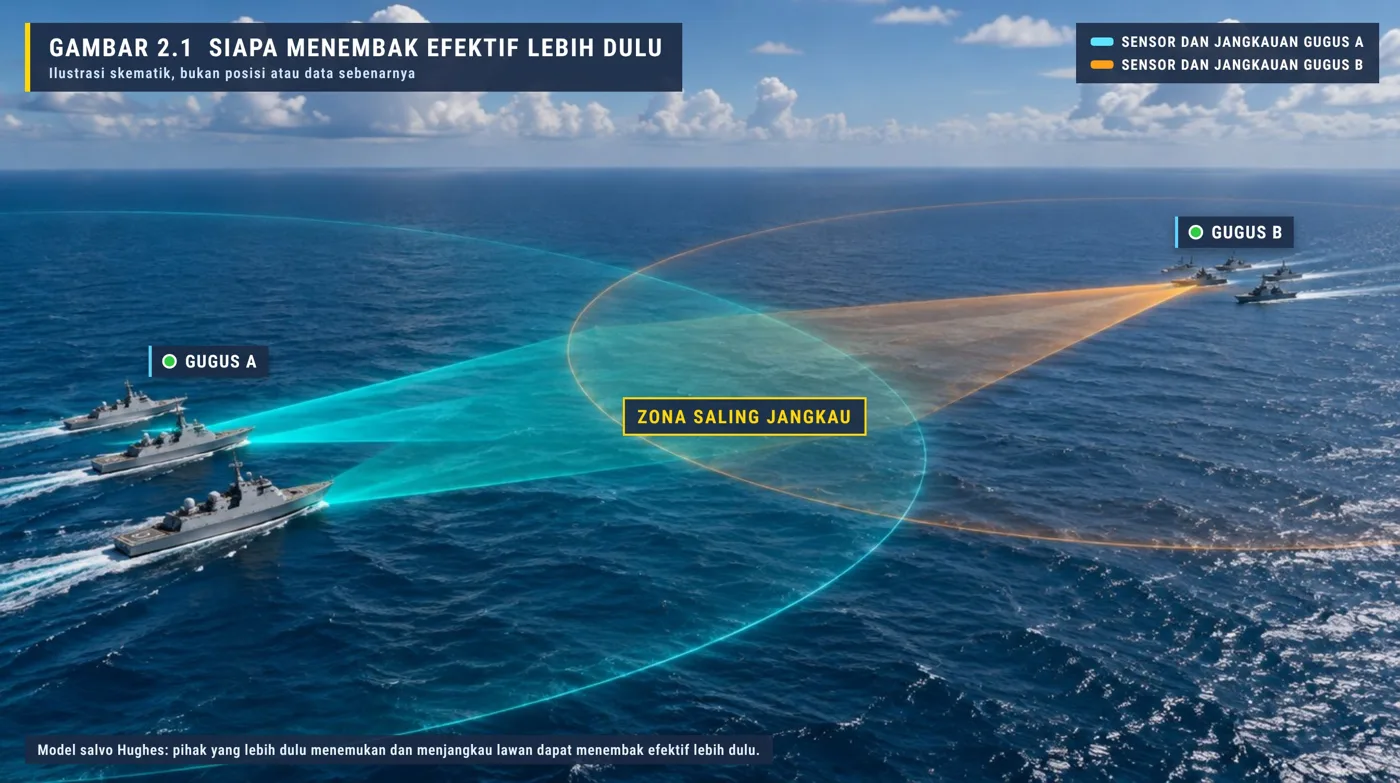 GAMBAR 2.1 SIAPA MENEMBAK EFEKTIF LEBIH DULU
Ilustrasi skematik, bukan posisi atau data sebenarnya
SENSOR DAN JANGKAUAN GUGUS A
SENSOR DAN JANGKAUAN GUGUS B
GUGUS B
GUGUS A
ZONA SALING JANGKAU
Model salvo Hughes: pihak yang lebih dulu menemukan dan menjangkau lawan dapat menembak efektif lebih dulu.